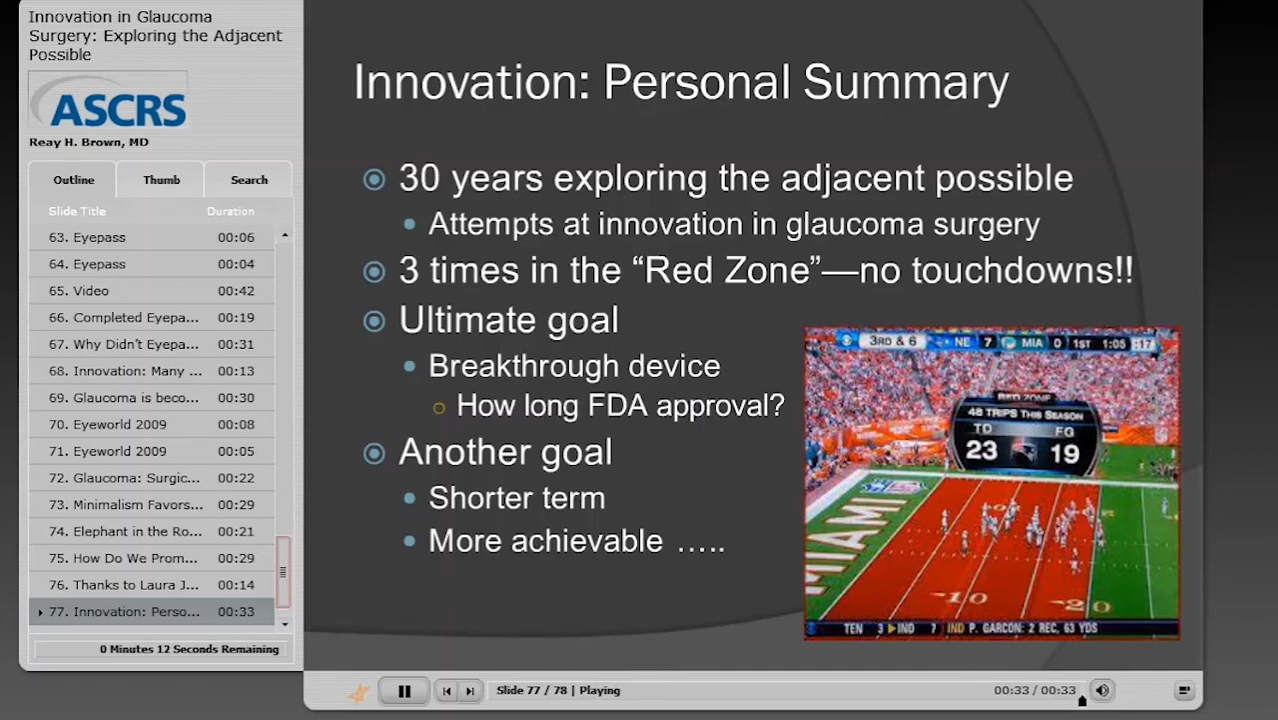 Innovation in Glaucoma
Surgery: Exploring the Adjacent
Possible
ASCRS
Reay H. Brown, MD
Outline Thumb Search
Slide Title Duration
63. Eyepass 00:06
64. Eyepass 00:04
65. Video 00:42
66. Completed Eyepa... 00:19
67. Why Didn't Eyepa... 00:31
68. Innovation: Many ... 00:13
69. Glaucoma is beco... 00:30
70. Eyeworld 2009 00:08
71. Eyeworld 2009 00:05
72. Glaucoma: Surgic... 00:22
73. Minimalism Favors... 00:29
74. Elephant in the Ro... 00:21
75. How Do We Prom... 00:29
76. Thanks to Laura J... 00:14
77. Innovation: Perso... 00:33
0 Minutes 12 Seconds Remaining
Innovation: Personal Summary
30 years exploring the adjacent possible
Attempts at innovation in glaucoma surgery
3 times in the “Red Zone”—no touchdowns!!
Ultimate goal
Breakthrough device
How long FDA approval?
Another goal
Shorter term
More achievable …..
3RD & 6 NE 7 MIA 0 1ST 1:05 :17
RED ZONE
48 TRIPS THIS SEASON
TD FG
23 19
NFL
MIAMI
10 20
TEN 3 IND 7 IND P. GARCON: 2 REC, 63 YDS
Slide 77 / 78 | Playing
00:33 / 00:33